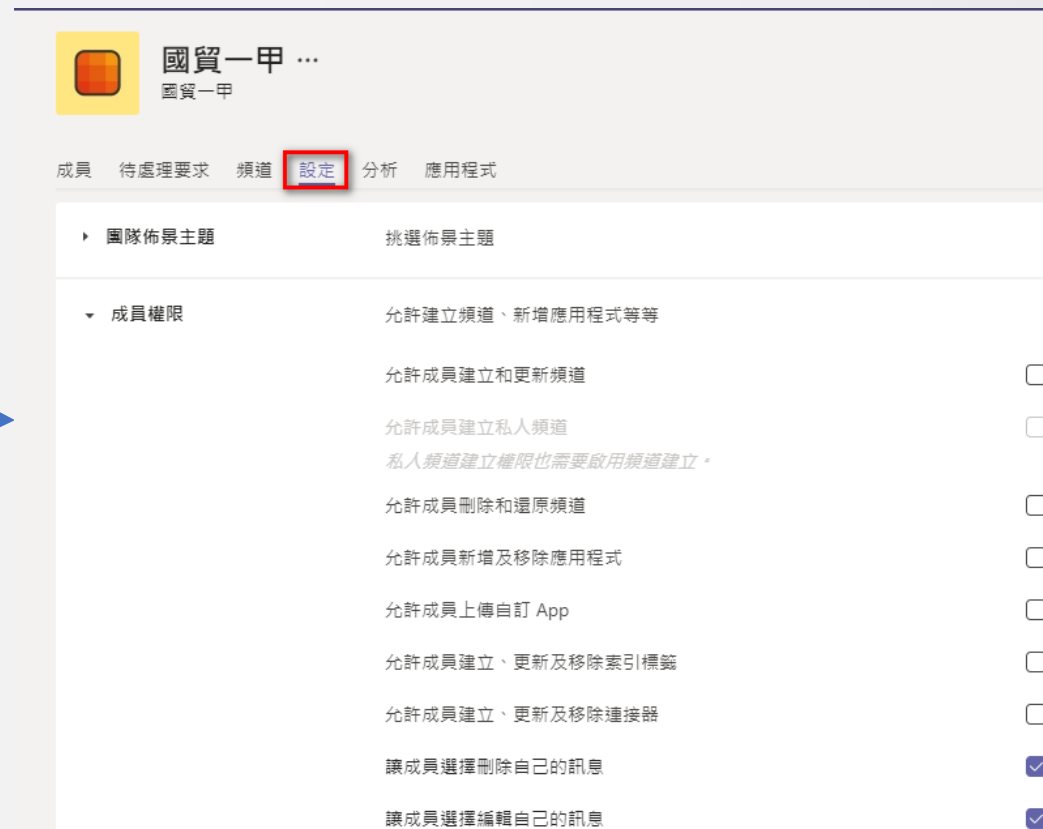 國貿一甲 …
國貿一甲
成員 待處理要求 頻道 設定 分析 應用程式
團隊佈景主題 挑選佈景主題
成員權限 允許建立頻道、新增應用程式等等
允許成員建立和更新頻道
允許成員建立私人頻道
私人頻道建立權限也需要啟用頻道建立。
允許成員刪除和還原頻道
允許成員新增及移除應用程式
允許成員上傳自訂 App
允許成員建立、更新及移除索引標籤
允許成員建立、更新及移除連接器
讓成員選擇刪除自己的訊息
讓成員選擇編輯自己的訊息